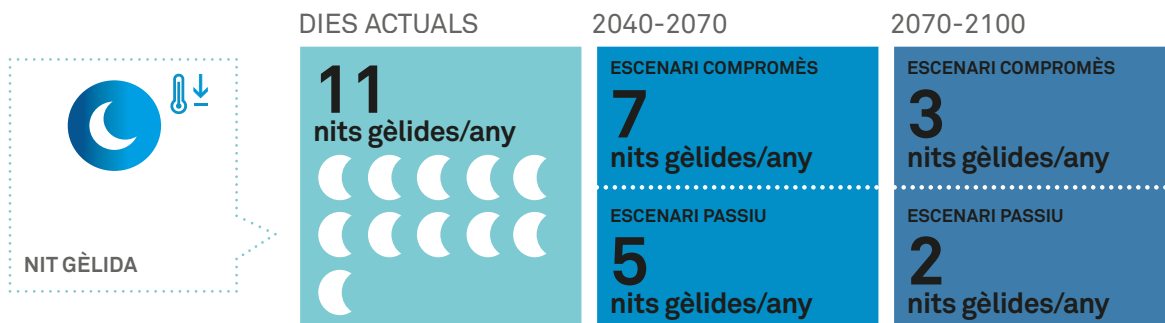 DIES ACTUALS
2040-2070
2070-2100
NIT GÈLIDA
11
nits gèlides/any
ESCENARI COMPROMÈS
7
nits gèlides/any
ESCENARI PASSIU
5
nits gèlides/any
ESCENARI COMPROMÈS
3
nits gèlides/any
ESCENARI PASSIU
2
nits gèlides/any